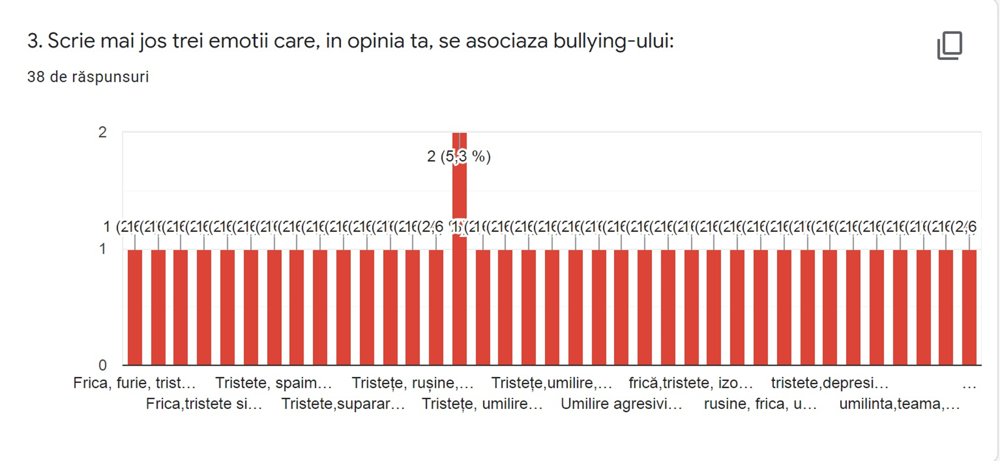 3. Scrie mai jos trei emotii care, in opinia ta, se asociaza bullying-ului:
38 de răspunsuri
2
2 (5,3 %)
1
0
Frica, furie, trist... Tristete, spaim... Tristețe, rușine,... Tristețe,umilire,... frică,tristete, izo... tristete,depresi... ...
Frica,tristete si... Tristete,suparar... Tristețe, umilire... Umilire agresivi... rusine, frica, u... umilinta,teama,...